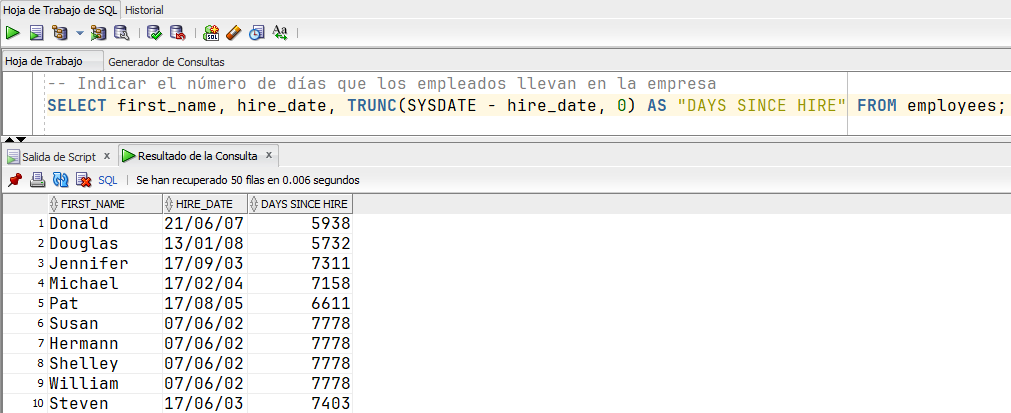 Hoja de Trabajo de SQL Historial
SQL Aa
Hoja de Trabajo Generador de Consultas
-- Indicar el número de días que los empleados llevan en la empresa
SELECT first_name, hire_date, TRUNC(SYSDATE - hire_date, 0) AS "DAYS SINCE HIRE" FROM employees;
Salida de Script x Resultado de la Consulta x
SQL | Se han recuperado 50 filas en 0.006 segundos
FIRST_NAME HIRE_DATE DAYS SINCE HIRE
1 Donald 21/06/07 5938
2 Douglas 13/01/08 5732
3 Jennifer 17/09/03 7311
4 Michael 17/02/04 7158
5 Pat 17/08/05 6611
6 Susan 07/06/02 7778
7 Hermann 07/06/02 7778
8 Shelley 07/06/02 7778
9 William 07/06/02 7778
10 Steven 17/06/03 7403